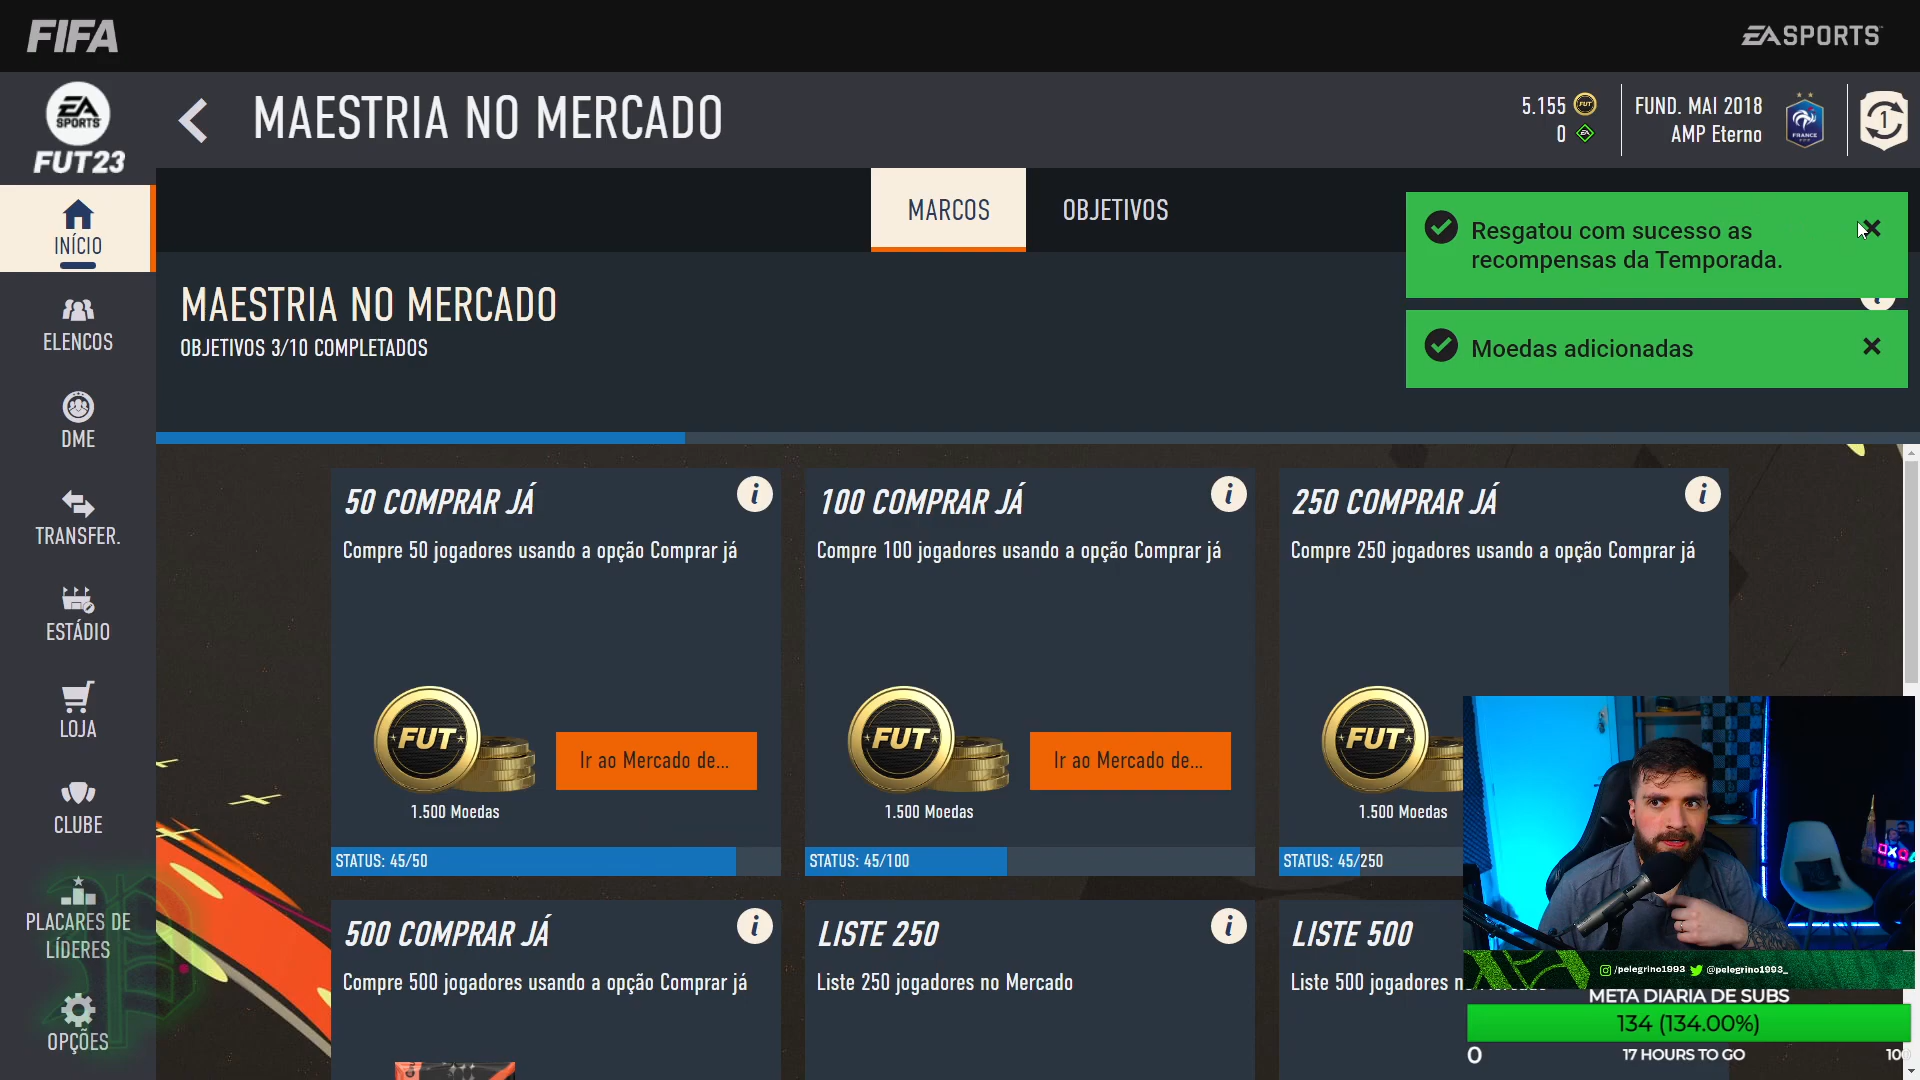 FIFA
EA SPORTS
EA SPORTS
FUT23
MAESTRIA NO MERCADO
5.155
0
FUND. MAI 2018
AMP Eterno
FRANCE
1
INÍCIO
ELENCOS
DME
TRANSFER.
ESTÁDIO
LOJA
CLUBE
PLACARES DE
LÍDERES
OPÇÕES
MARCOS
OBJETIVOS
Resgatou com sucesso as
recompensas da Temporada.
Moedas adicionadas
MAESTRIA NO MERCADO
OBJETIVOS 3/10 COMPLETADOS
50 COMPRAR JÁ
Compre 50 jogadores usando a opção Comprar já
FUT
Ir ao Mercado de...
1.500 Moedas
STATUS: 45/50
100 COMPRAR JÁ
Compre 100 jogadores usando a opção Comprar já
FUT
Ir ao Mercado de...
1.500 Moedas
STATUS: 45/100
250 COMPRAR JÁ
Compre 250 jogadores usando a opção Comprar já
FUT
1.500 Moedas
STATUS: 45/250
500 COMPRAR JÁ
Compre 500 jogadores usando a opção Comprar já
LISTE 250
Liste 250 jogadores no Mercado
LISTE 500
Liste 500 jogadores
/pelegrino1993 @pelegrino1993_
META DIARIA DE SUBS
134 (134.00%)
0
17 HOURS TO GO
100